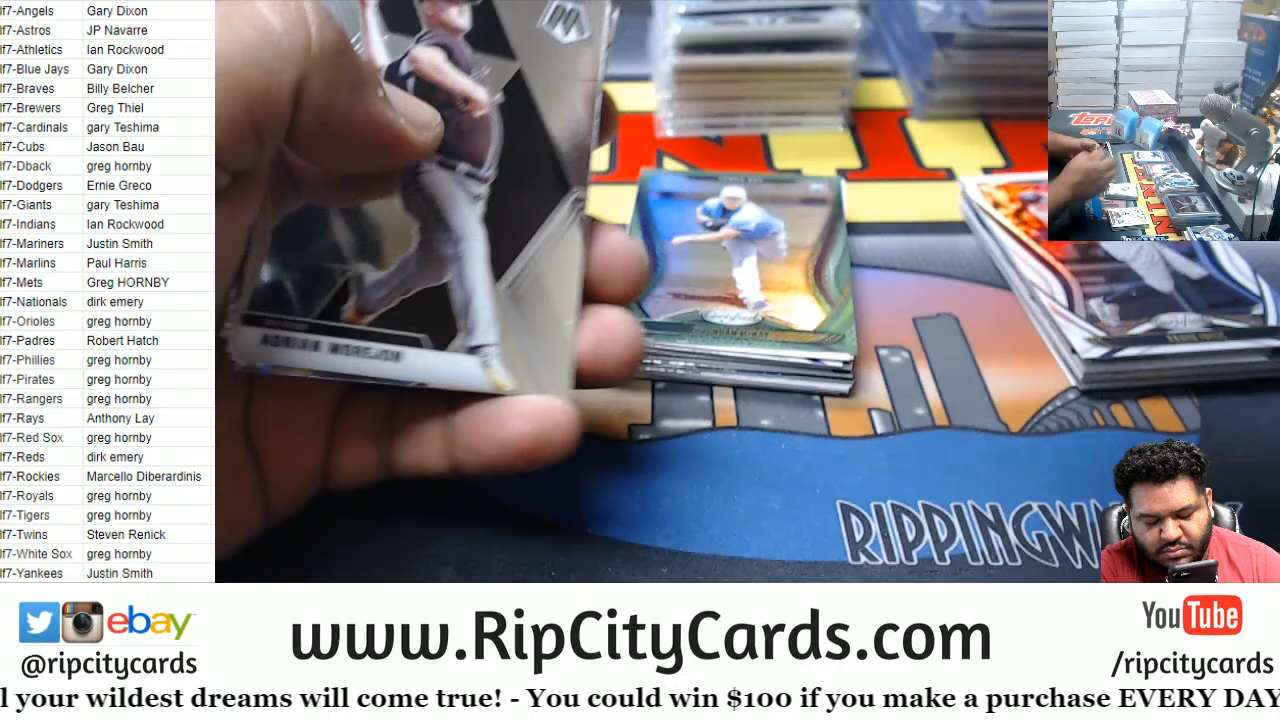 lf7-Angels Gary Dixon
lf7-Astros JP Navarre
lf7-Athletics Ian Rockwood
lf7-Blue Jays Gary Dixon
lf7-Braves Billy Belcher
lf7-Brewers Greg Thiel
lf7-Cardinals gary Teshima
lf7-Cubs Jason Bau
lf7-Dback greg hornby
lf7-Dodgers Ernie Greco
lf7-Giants gary Teshima
lf7-Indians Ian Rockwood
lf7-Mariners Justin Smith
lf7-Marlins Paul Harris
lf7-Mets Greg HORNBY
lf7-Nationals dirk emery
lf7-Orioles greg hornby
lf7-Padres Robert Hatch
lf7-Phillies greg hornby
lf7-Pirates greg hornby
lf7-Rangers greg hornby
lf7-Rays Anthony Lay
lf7-Red Sox greg hornby
lf7-Reds dirk emery
lf7-Rockies Marcello Diberardinis
lf7-Royals greg hornby
lf7-Tigers greg hornby
lf7-Twins Steven Renick
lf7-White Sox greg hornby
lf7-Yankees Justin Smith
ADRIAN MOREJON
NINI
Topps
RIPPINGW
ebay
@ripcitycards
www.RipCityCards.com
YouTube
/ripcitycards
l your wildest dreams will come true! - You could win $100 if you make a purchase EVERY DAY